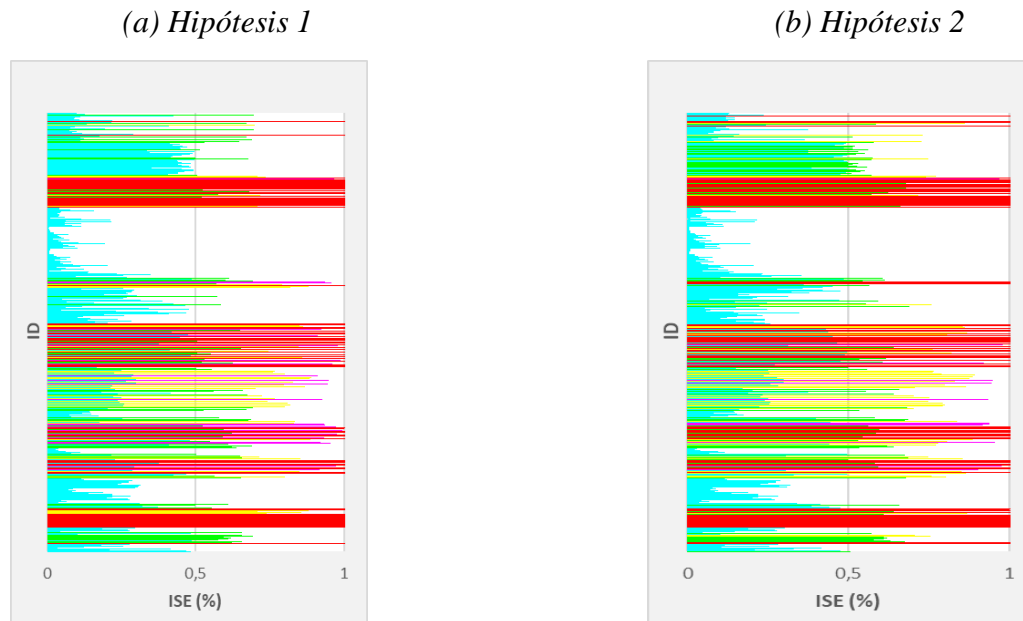 (a) Hipótesis 1
(b) Hipótesis 2
ID
0
0,5
1
ISE (%)
ID
0
0,5
1
ISE (%)